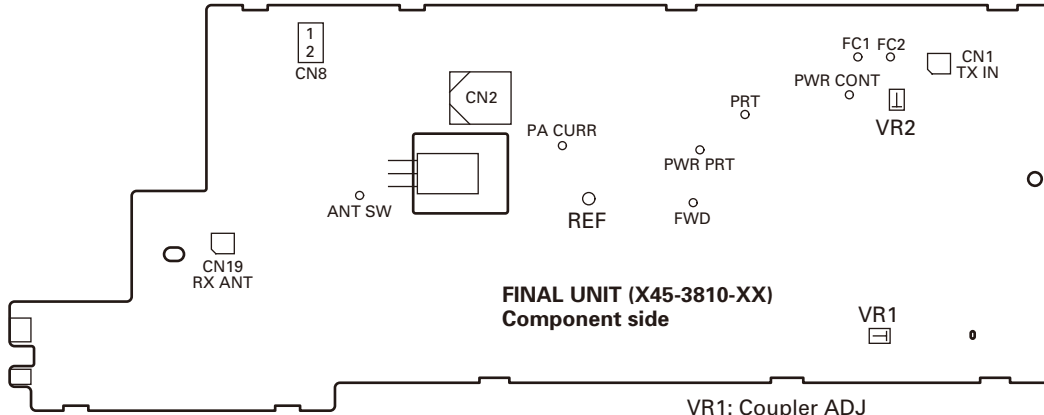 1
2
CN8
CN2
FC1 FC2
CN1
TX IN
PWR CONT
PRT
VR2
PA CURR
PWR PRT
ANT SW
REF
FWD
CN19
RX ANT
FINAL UNIT (X45-3810-XX)
Component side
VR1
VR1: Coupler ADJ